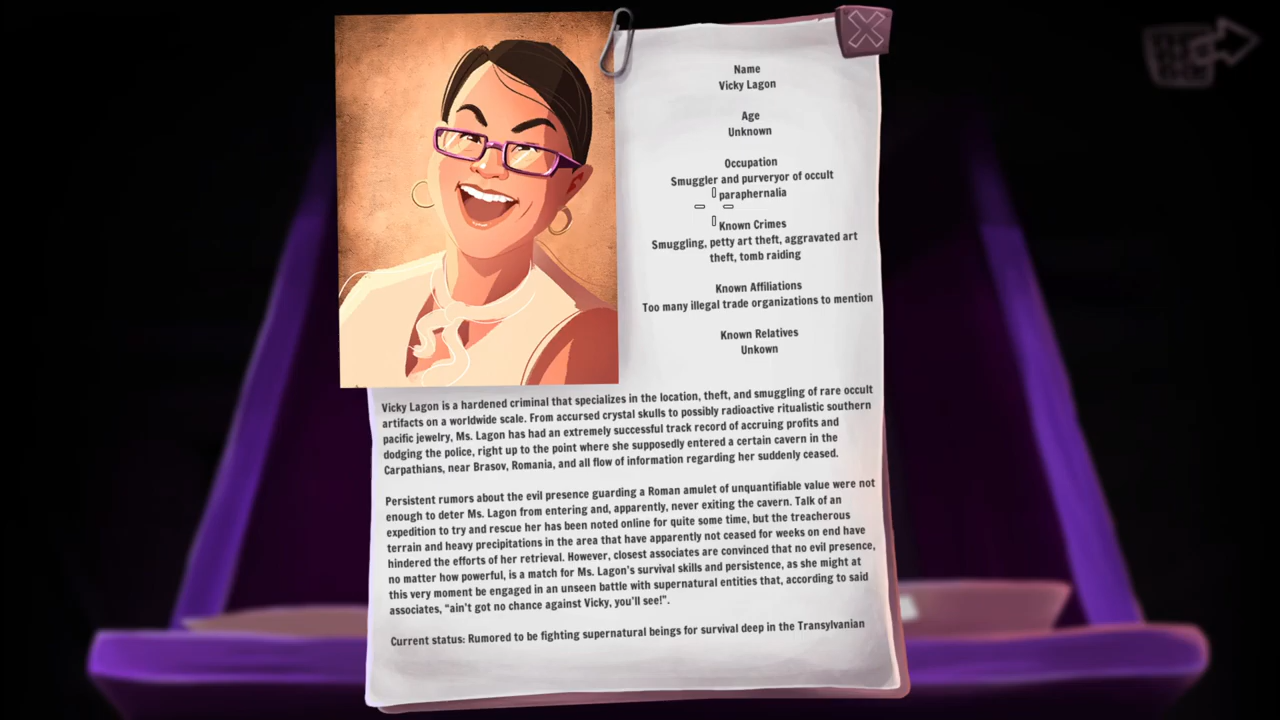 Name
Vicky Lagon
Age
Unknown
Occupation
Smuggler and purveryor of occult
paraphernalia
Known Crimes
Smuggling, petty art theft, aggravated art
theft, tomb raiding
Known Affiliations
Too many illegal trade organizations to mention
Known Relatives
Unkown
Vicky Lagon is a hardened criminal that specializes in the location, theft, and smuggling of rare occult
artifacts on a worldwide scale. From accursed crystal skulls to possibly radioactive ritualistic southern
pacific jewelry, Ms. Lagon has had an extremely successful track record of accruing profits and
dodging the police, right up to the point where she supposedly entered a certain cavern in the
Carpathians, near Brasov, Romania, and all flow of information regarding her suddenly ceased.
Persistent rumors about the evil presence guarding a Roman amulet of unquantifiable value were not
enough to deter Ms. Lagon from entering and, apparently, never exiting the cavern. Talk of an
expedition to try and rescue her has been noted online for quite some time, but the treacherous
terrain and heavy precipitations in the area that have apparently not ceased for weeks on end have
hindered the efforts of her retrieval. However, closest associates are convinced that no evil presence,
no matter how powerful, is a match for Ms. Lagon's survival skills and persistence, as she might at
this very moment be engaged in an unseen battle with supernatural entities that, according to said
associates, "ain't got no chance against Vicky, you'll see!".
Current status: Rumored to be fighting supernatural beings for survival deep in the Transylvanian